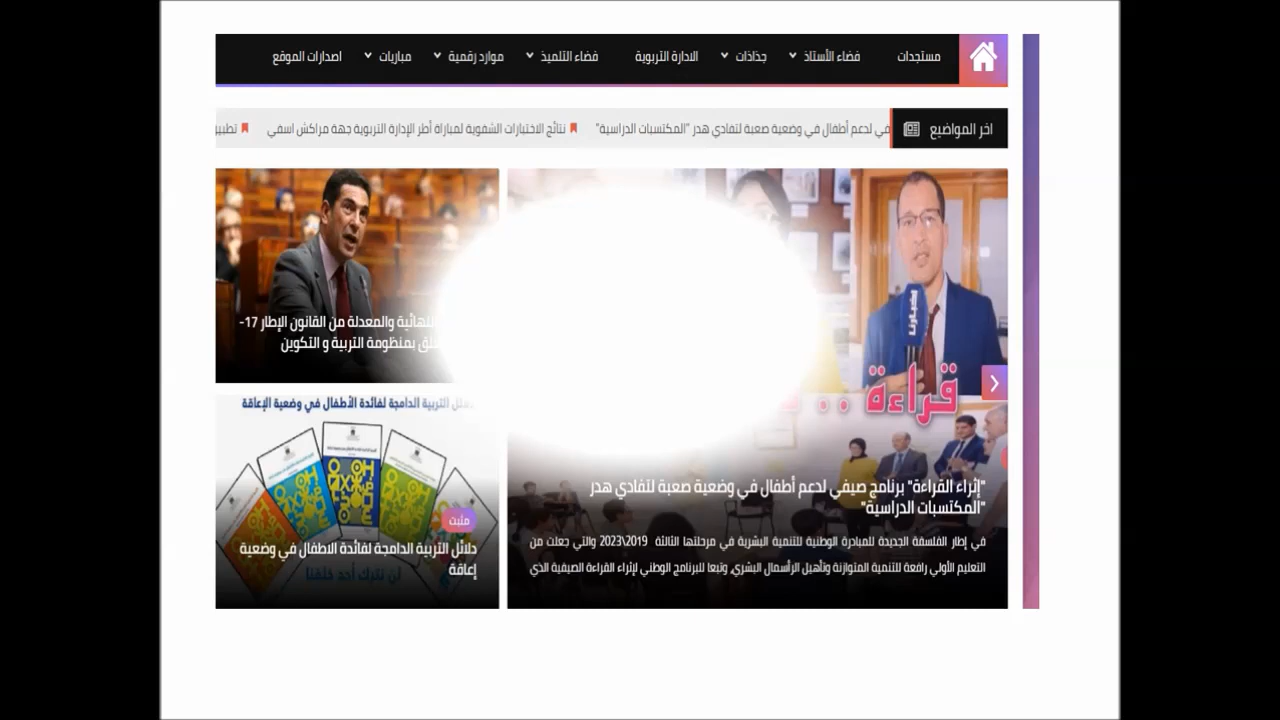 مستجدات
فضاء الأستاذ
جذاذات
الادارة التربوية
فضاء التلميذ
موارد رقمية
مباريات
اصدارات الموقع
اخر المواضيع
في لدعم أطفال في وضعية صعبة لتفادي هدر "المكتسبات الدراسية"
نتائج الاختبارات الشفوية لمباراة أطر الإدارة التربوية جهة مراكش اسفي
اخبارنا
قراءة ..
"إثراء القراءة" برنامج صيفي لدعم أطفال في وضعية صعبة لتفادي هدر
"المكتسبات الدراسية"
في إطار الفلسفة الجديدة للمبادرة الوطنية للتنمية البشرية في مرحلتها الثالثة 2019\2023 والتي جعلت من
التعليم الأولي رافعة للتنمية المتوازنة وتأهيل الرأسمال البشري، وتبعا للبرنامج الوطني لإثراء القراءة الصيفية الذي
النهائية والمعدلة من القانون الإطار 17-
بمنظومة التربية و التكوين
التربية الدامجة لفائدة الأطفال في وضعية الإعاقة
مثبت
دلائل التربية الدامجة لفائدة الاطفال في وضعية
إعاقة
لن نترك أحد خلفنا